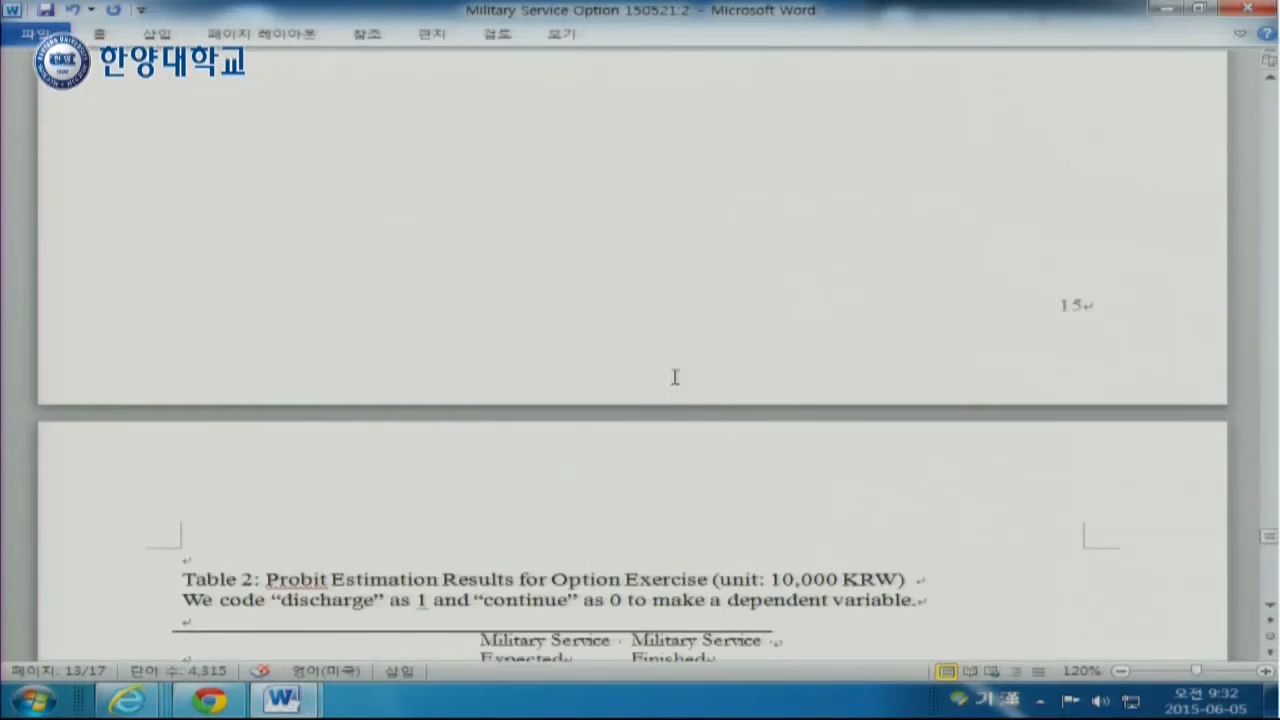 Military Service Option 150521:2 - Microsoft Word
파일 홈 삽입 페이지 레이아웃 참조 편지 검토 보기
한양대학교
15
Table 2: Probit Estimation Results for Option Exercise (unit: 10,000 KRW)
We code “discharge” as 1 and “continue” as 0 to make a dependent variable.
Military Service Military Service
Expected Finished
페이지: 13/17 단어 수: 4,315 영어(미국) 삽입 120%
가 漢 오전 9:32
2015-06-05